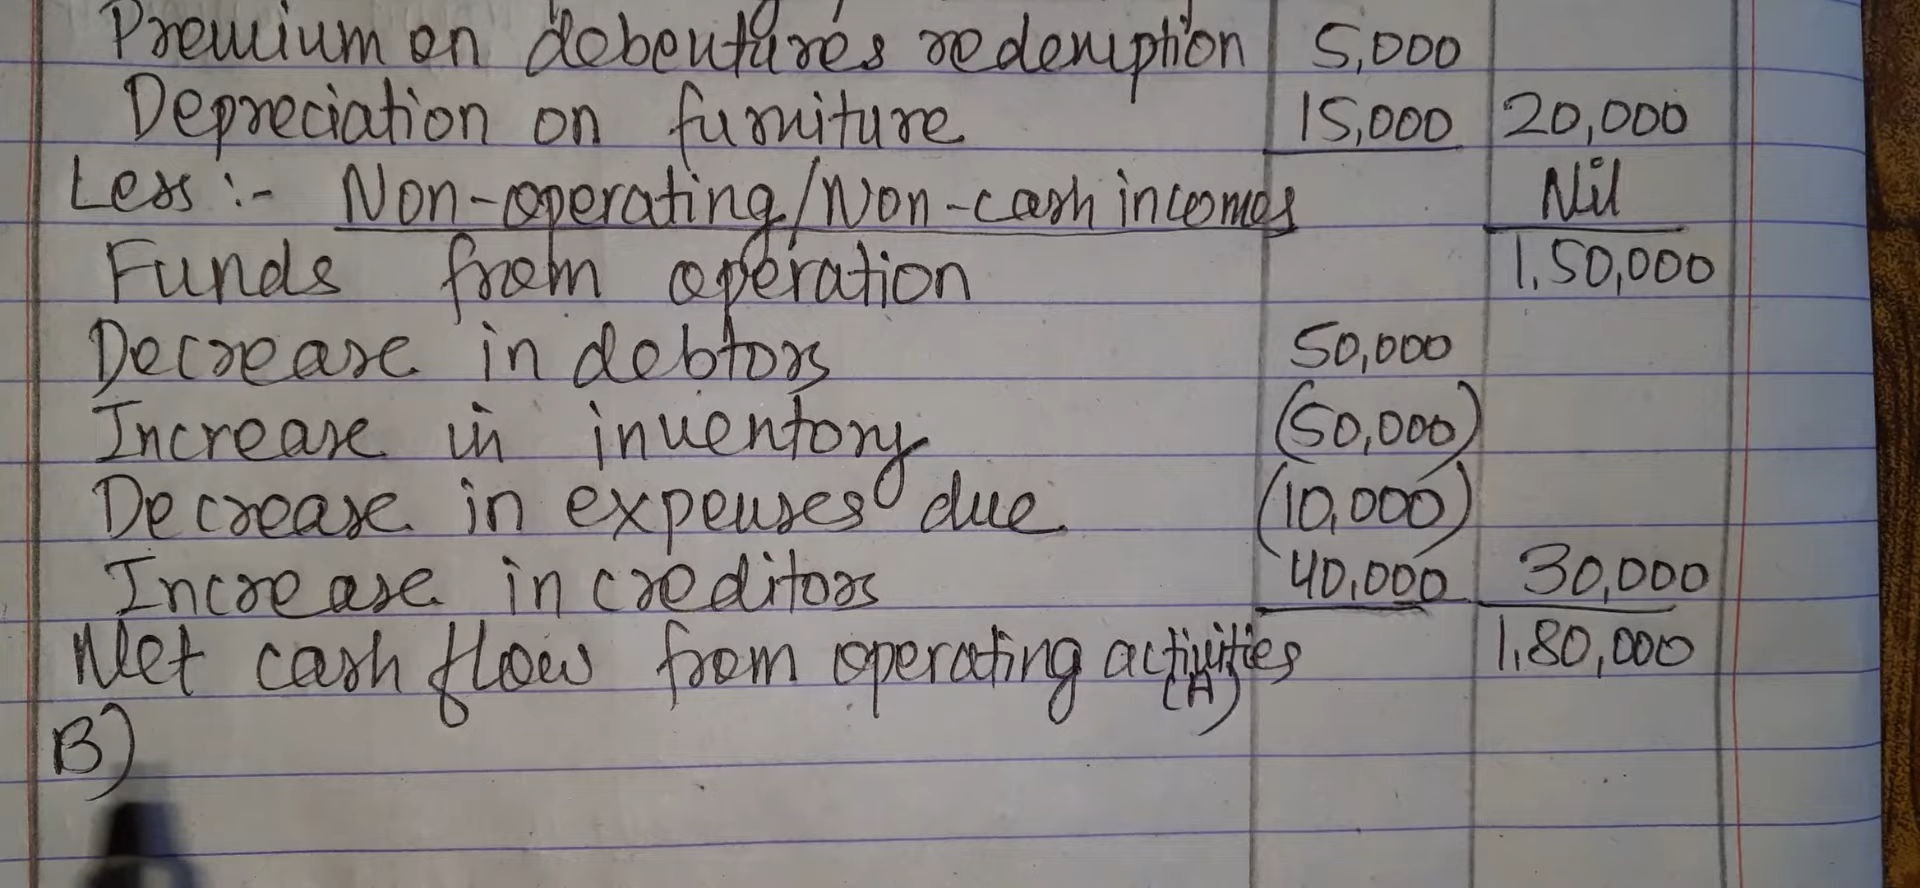 Premium on debentures redemption 5,000
Depreciation on furniture 15,000 20,000
Less :- Non-operating/Non-cash incomes Nil
Funds from operation 1,50,000
Decrease in debtors 50,000
Increase in inventory (50,000)
Decrease in expenses due (10,000)
Increase in creditors 40,000 30,000
Net cash flow from operating activities (A) 1,80,000
B)